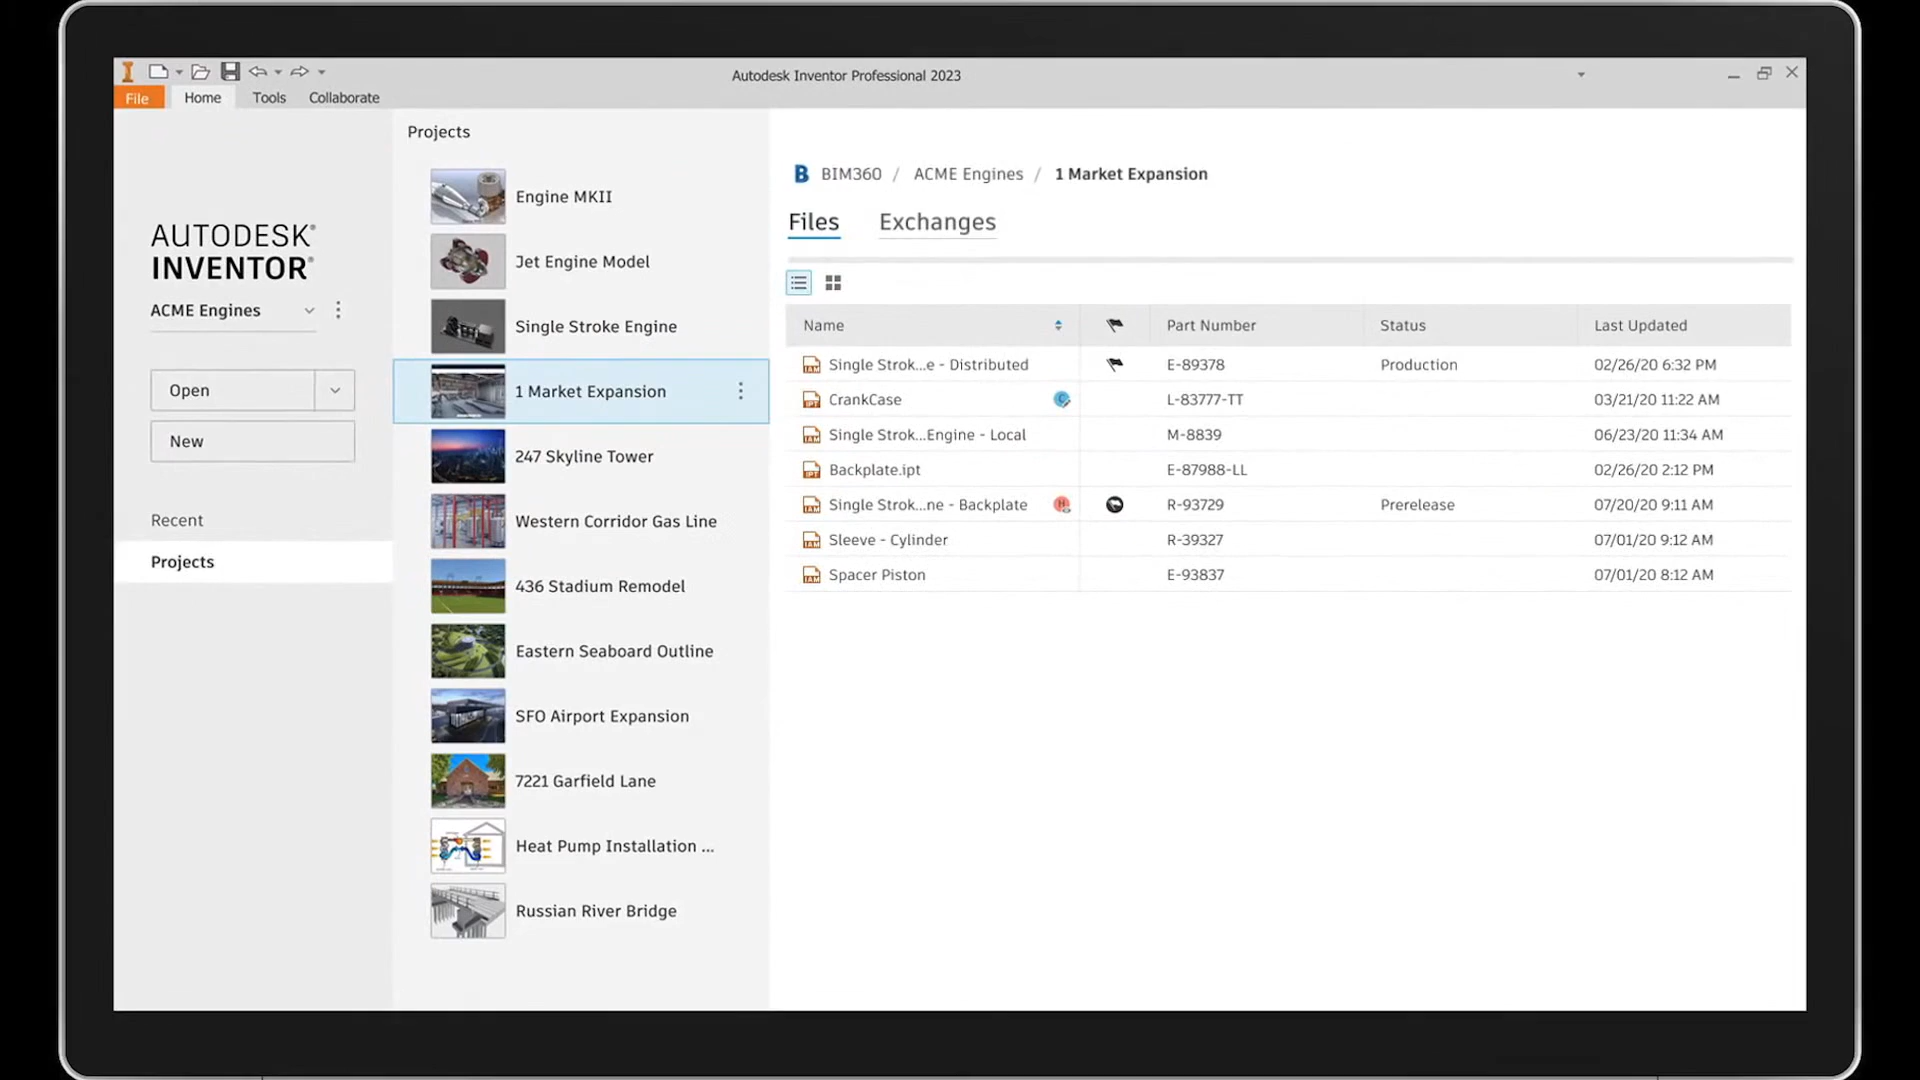 Autodesk Inventor Professional 2023
File Home Tools Collaborate
AUTODESK®
INVENTOR®
ACME Engines
Open
New
Recent
Projects
Projects
Engine MKII
Jet Engine Model
Single Stroke Engine
1 Market Expansion
247 Skyline Tower
Western Corridor Gas Line
436 Stadium Remodel
Eastern Seaboard Outline
SFO Airport Expansion
7221 Garfield Lane
Heat Pump Installation ...
Russian River Bridge
B BIM360 / ACME Engines / 1 Market Expansion
Files Exchanges
Name Part Number Status Last Updated
IAM Single Strok...e - Distributed E-89378 Production 02/26/20 6:32 PM
IPT CrankCase C L-83777-TT 03/21/20 11:22 AM
IAM Single Strok...Engine - Local M-8839 06/23/20 11:34 AM
IPT Backplate.ipt E-87988-LL 02/26/20 2:12 PM
IAM Single Strok...ne - Backplate H R-93729 Prerelease 07/20/20 9:11 AM
IAM Sleeve - Cylinder R-39327 07/01/20 9:12 AM
IAM Spacer Piston E-93837 07/01/20 8:12 AM